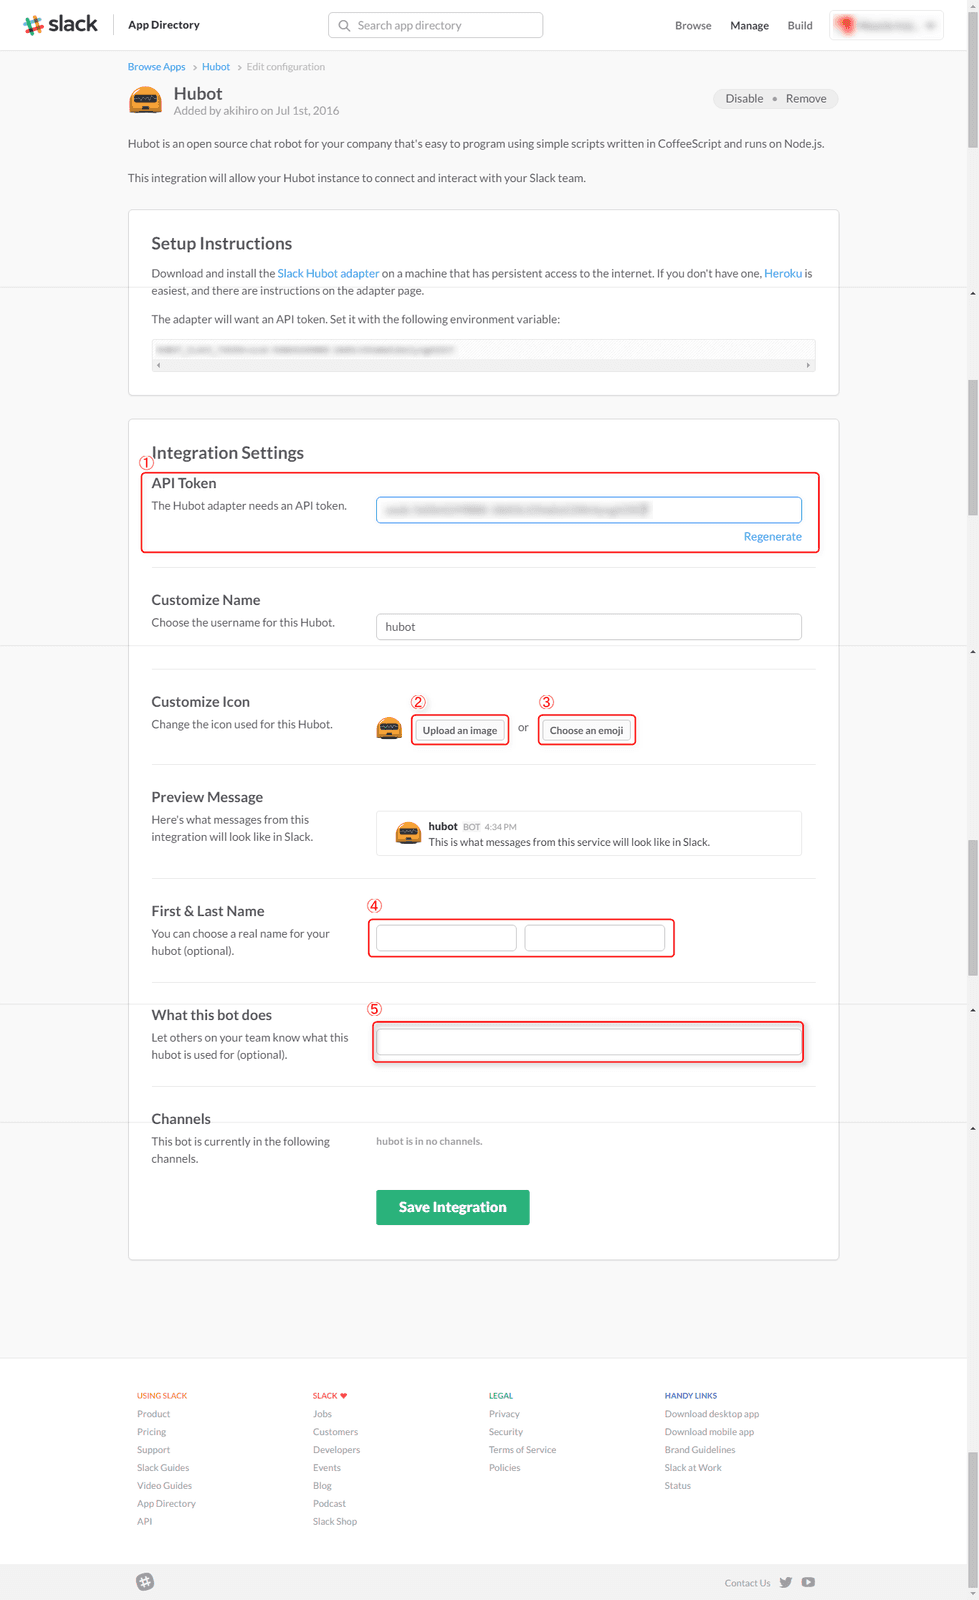 slack
App Directory
Search app directory
Browse
Manage
Build
Browse Apps > Hubot > Edit configuration
Hubot
Added by akihiro on Jul 1st, 2016
Disable • Remove
Hubot is an open source chat robot for your company that's easy to program using simple scripts written in CoffeeScript and runs on Node.js.
This integration will allow your Hubot instance to connect and interact with your Slack team.
Setup Instructions
Download and install the Slack Hubot adapter on a machine that has persistent access to the internet. If you don't have one, Heroku is
easiest, and there are instructions on the adapter page.
The adapter will want an API token. Set it with the following environment variable:
Integration Settings
①
API Token
The Hubot adapter needs an API token.
Regenerate
Customize Name
Choose the username for this Hubot.
hubot
Customize Icon
Change the icon used for this Hubot.
②
Upload an image
or
③
Choose an emoji
Preview Message
Here's what messages from this
integration will look like in Slack.
hubot BOT 4:34 PM
This is what messages from this service will look like in Slack.
First & Last Name
You can choose a real name for your
hubot (optional).
④
What this bot does
Let others on your team know what this
hubot is used for (optional).
⑤
Channels
This bot is currently in the following
channels.
hubot is in no channels.
Save Integration
USING SLACK
Product
Pricing
Support
Slack Guides
Video Guides
App Directory
API
SLACK ♥
Jobs
Customers
Developers
Events
Blog
Podcast
Slack Shop
LEGAL
Privacy
Security
Terms of Service
Policies
HANDY LINKS
Download desktop app
Download mobile app
Brand Guidelines
Slack at Work
Status
Contact Us